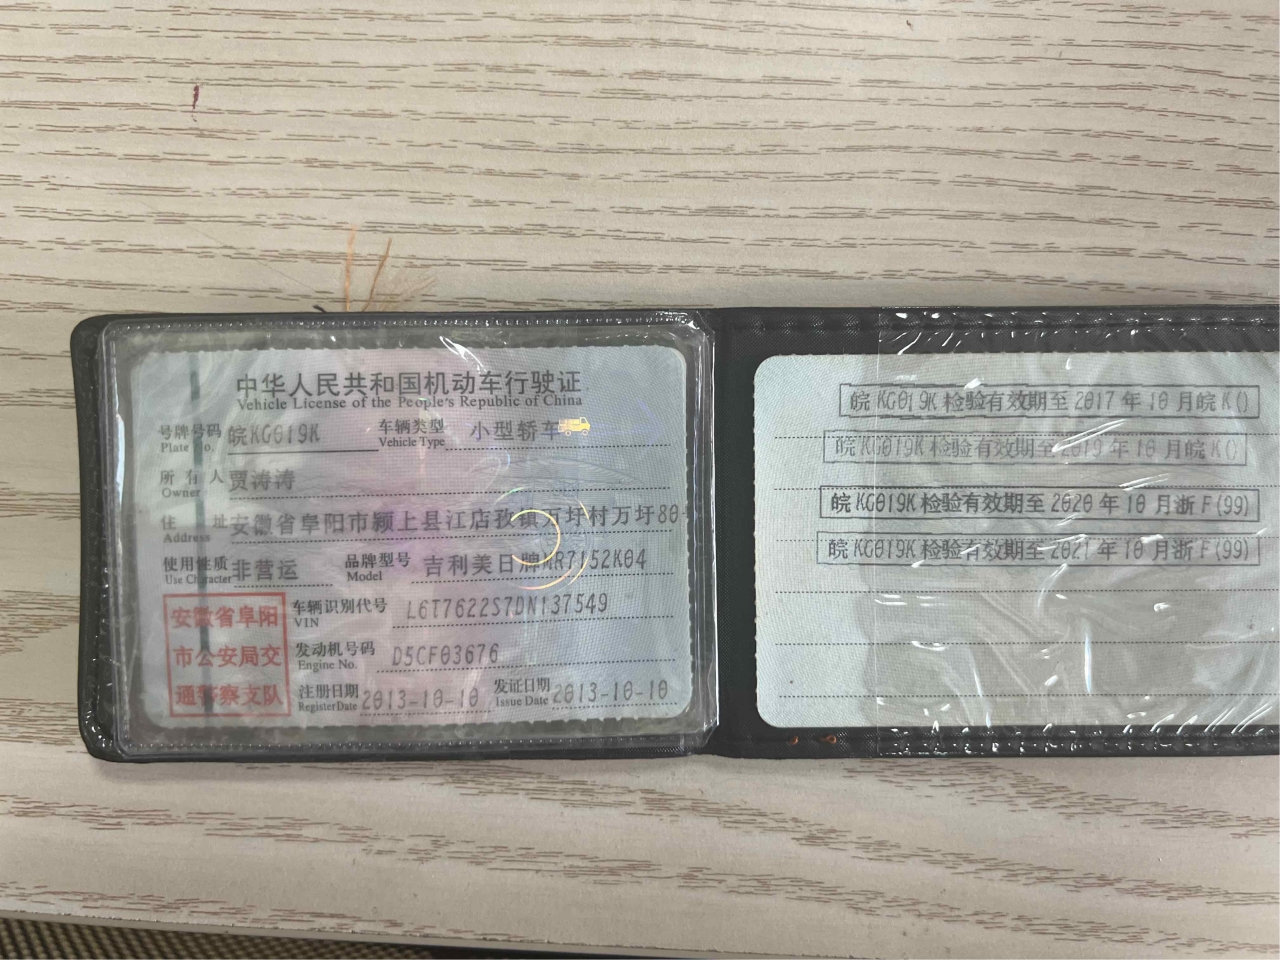 中华人民共和国机动车行驶证
Vehicle License of the People's Republic of China
号牌号码 皖KG019K 车辆类型 小型轿车
Plate No. Vehicle Type
所有人 贾涛涛
Owner
住址 安徽省阜阳市颍上县江店孜镇万圩村万圩80
Address
使用性质 非营运 品牌型号 吉利美日牌MR7152K04
Use Character Model
安徽省阜阳
市公安局交
通警察支队
车辆识别代号 L6T7622S7DN137549
VIN
发动机号码 D5CF03676
Engine No.
注册日期 2013-10-10 发证日期 2013-10-10
Register Date Issue Date
皖KG019K检验有效期至2017年10月皖K()
皖KG019K检验有效期至2019年10月皖K()
皖KG019K检验有效期至2020年10月浙F(99)
皖KG019K检验有效期至2021年10月浙F(99)